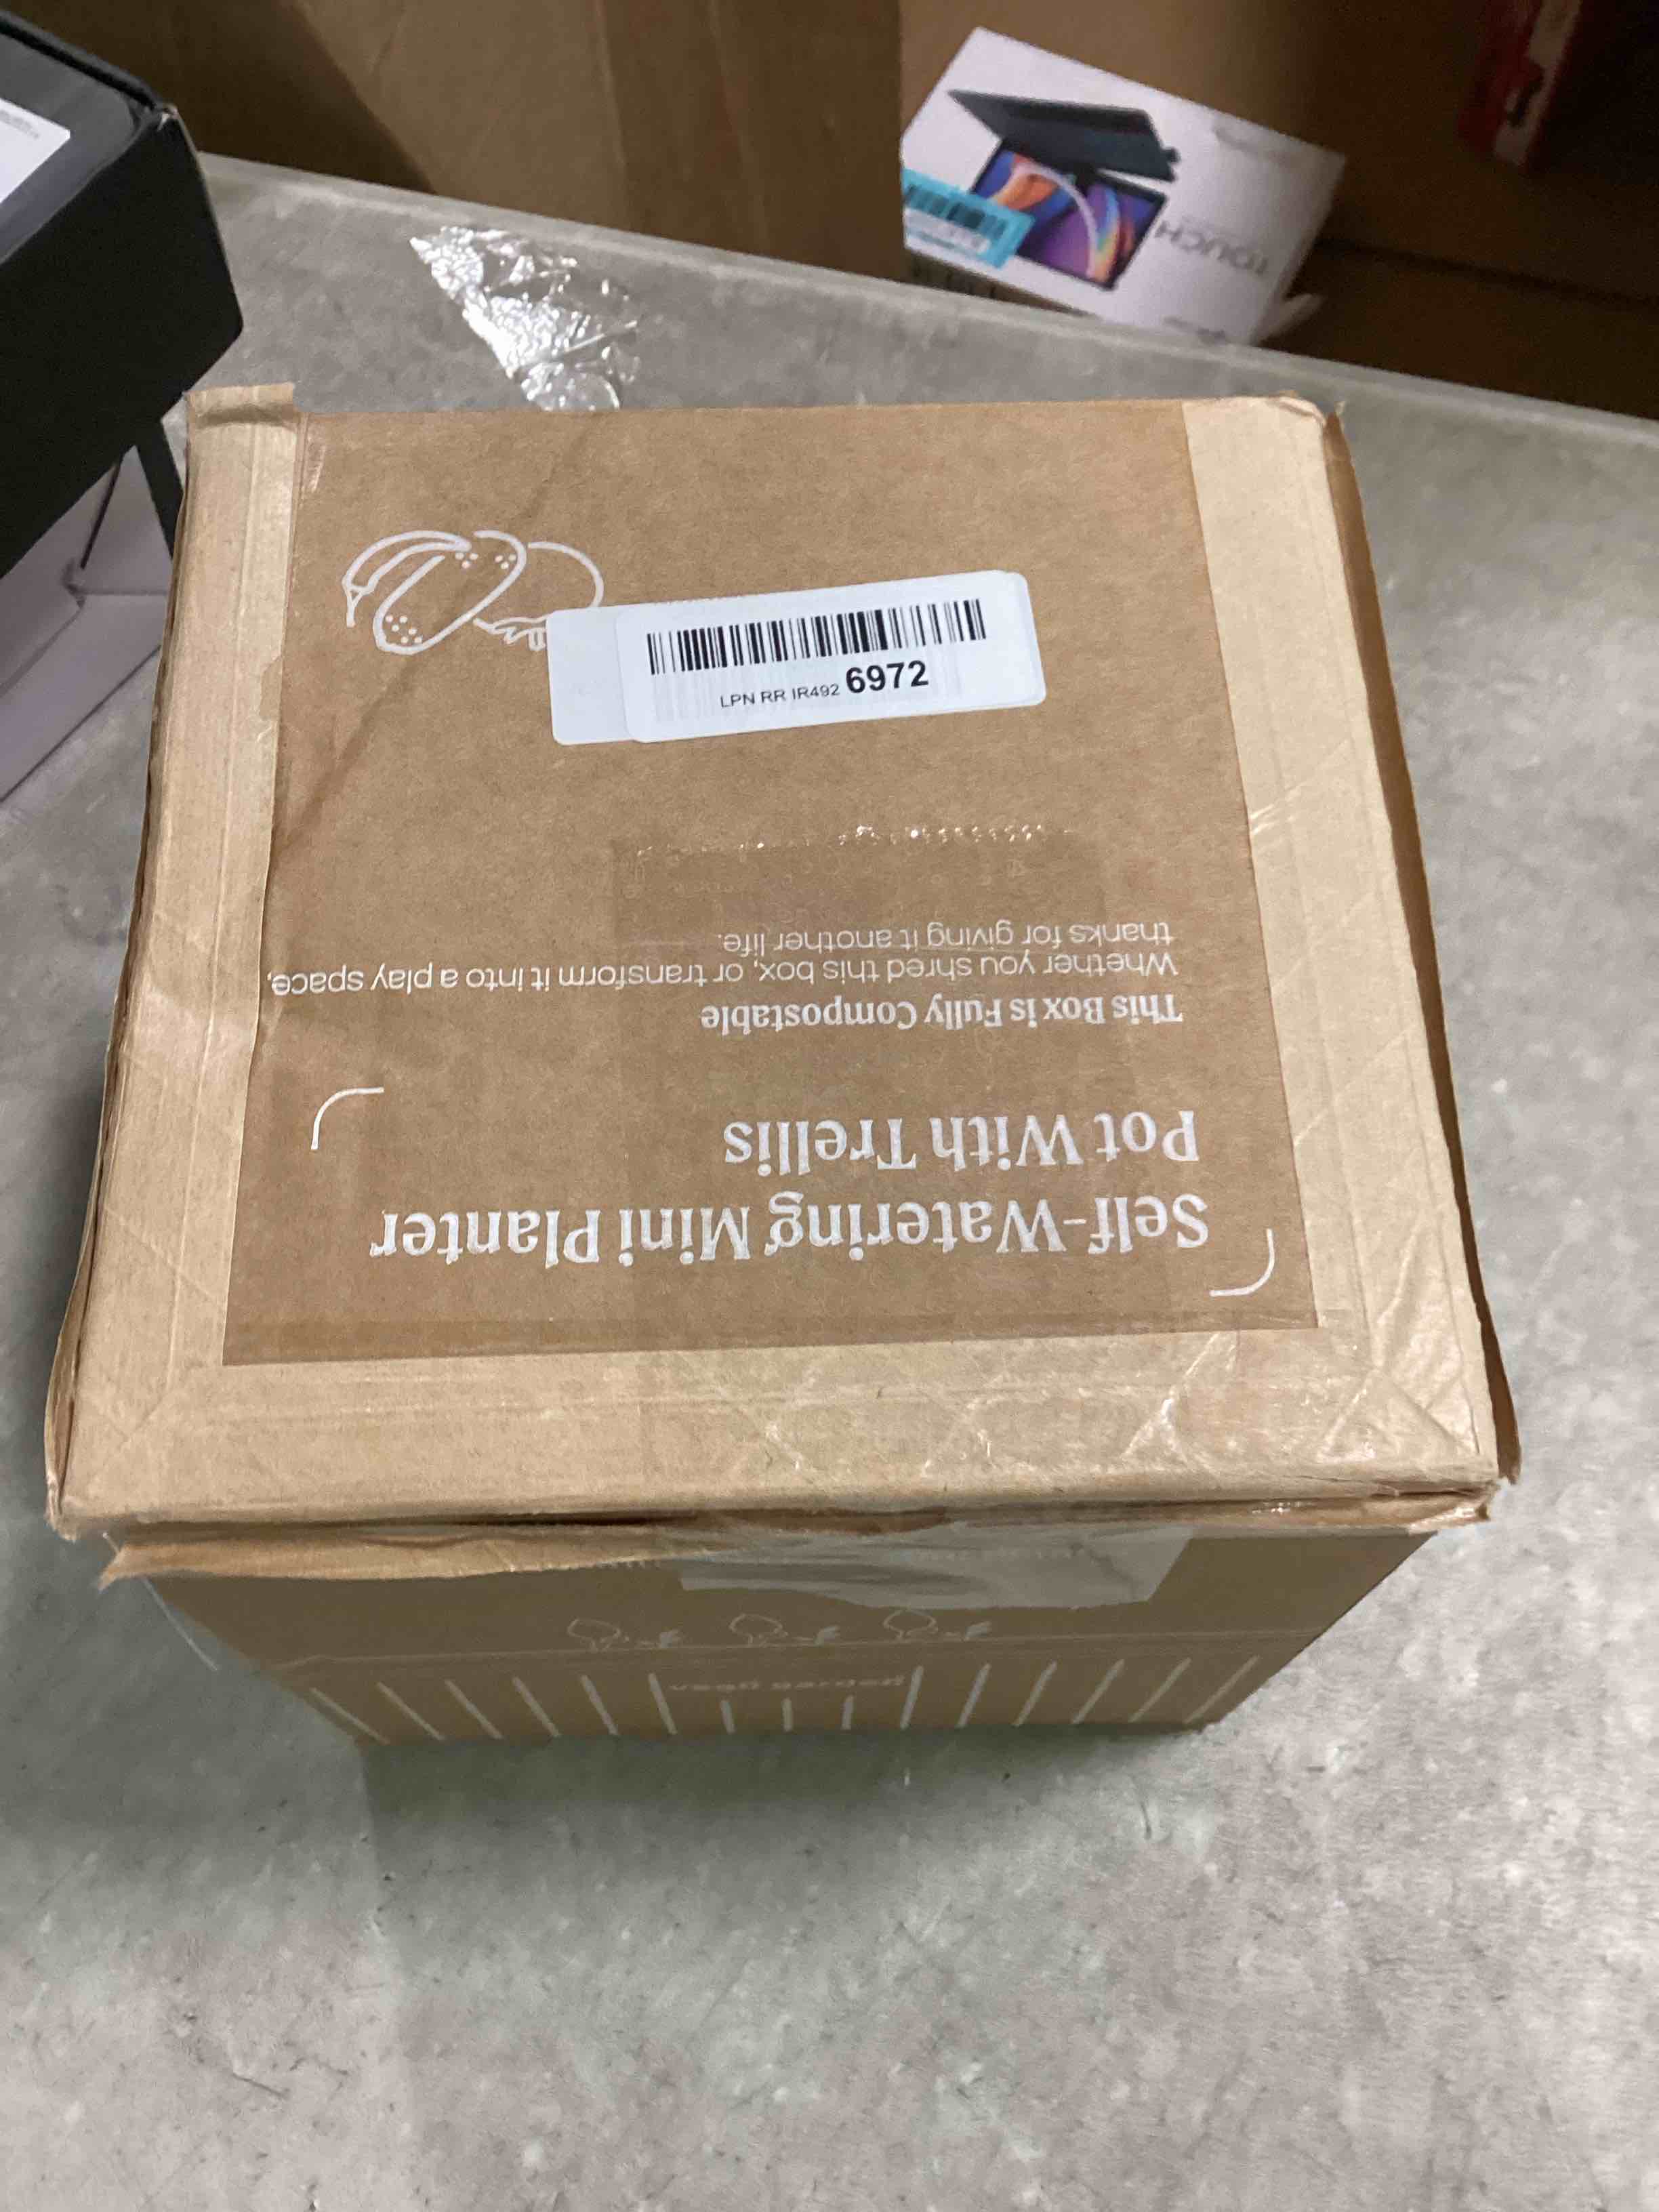 Self-Watering Mini Planter
Pot With Trellis
This Box is Fully Compostable
Whether you shred this box, or transform it into a play space,
thanks for giving it another life.
LPN RR IR492 6972
TOUCH